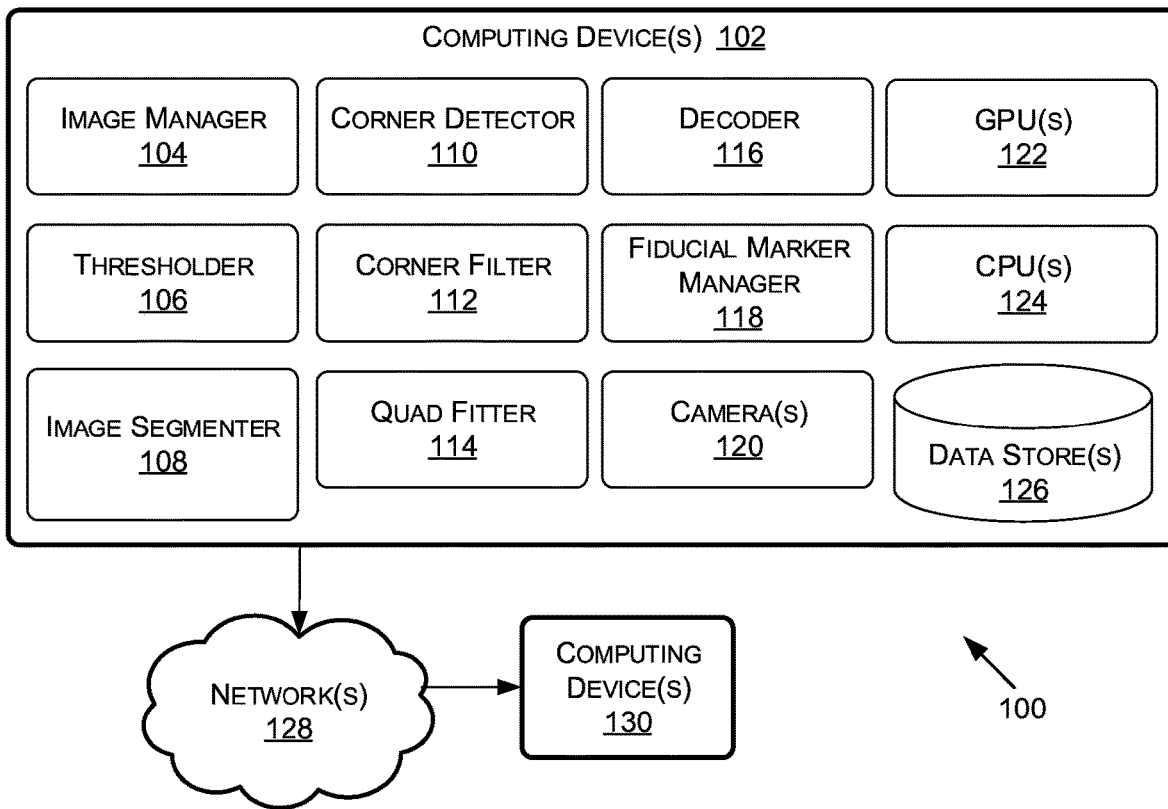 COMPUTING DEVICE(S) 102
IMAGE MANAGER
104
CORNER DETECTOR
110
DECODER
116
GPU(S)
122
THRESHOLDER
106
CORNER FILTER
112
FIDUCIAL MARKER
MANAGER
118
CPU(S)
124
IMAGE SEGMENTER
108
QUAD FITTER
114
CAMERA(S)
120
DATA STORE(S)
126
NETWORK(S)
128
COMPUTING
DEVICE(S)
130
100